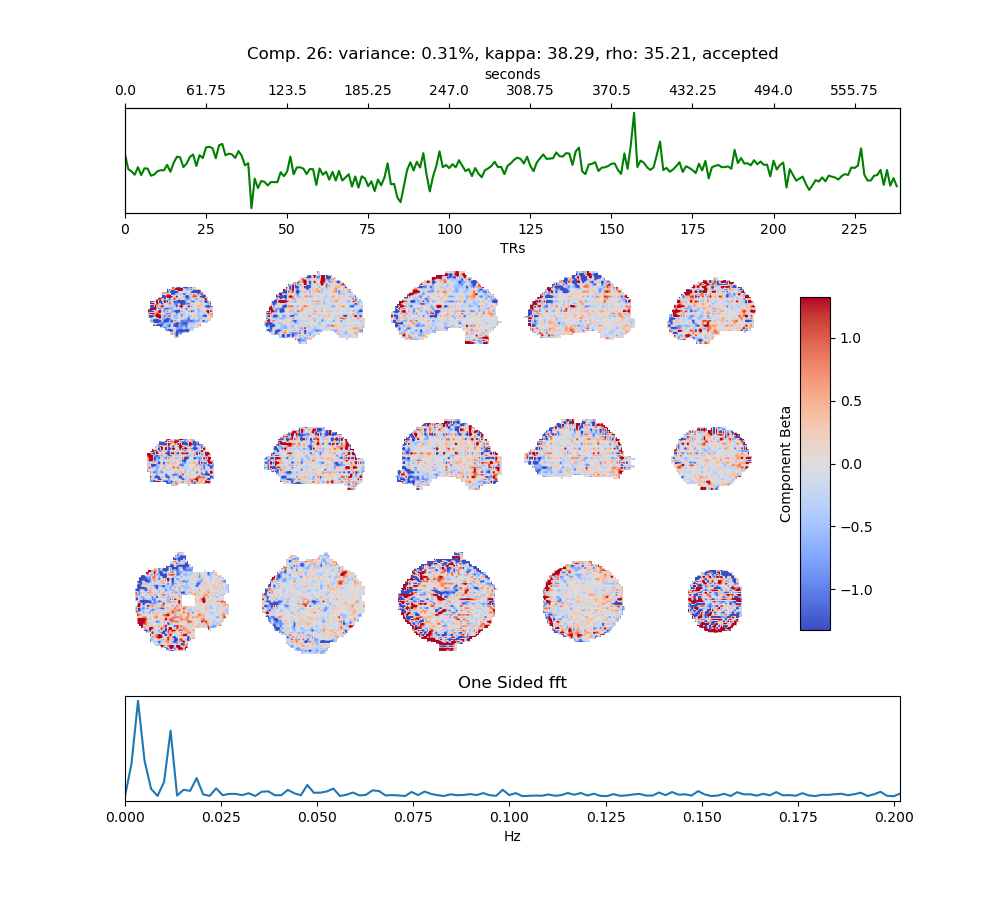 Comp. 26: variance: 0.31%, kappa: 38.29, rho: 35.21, accepted
seconds
0.0 61.75 123.5 185.25 247.0 308.75 370.5 432.25 494.0 555.75
0 25 50 75 100 125 150 175 200 225
TRs
1.0
0.5
0.0
−0.5
−1.0
Component Beta
One Sided fft
0.000 0.025 0.050 0.075 0.100 0.125 0.150 0.175 0.200
Hz